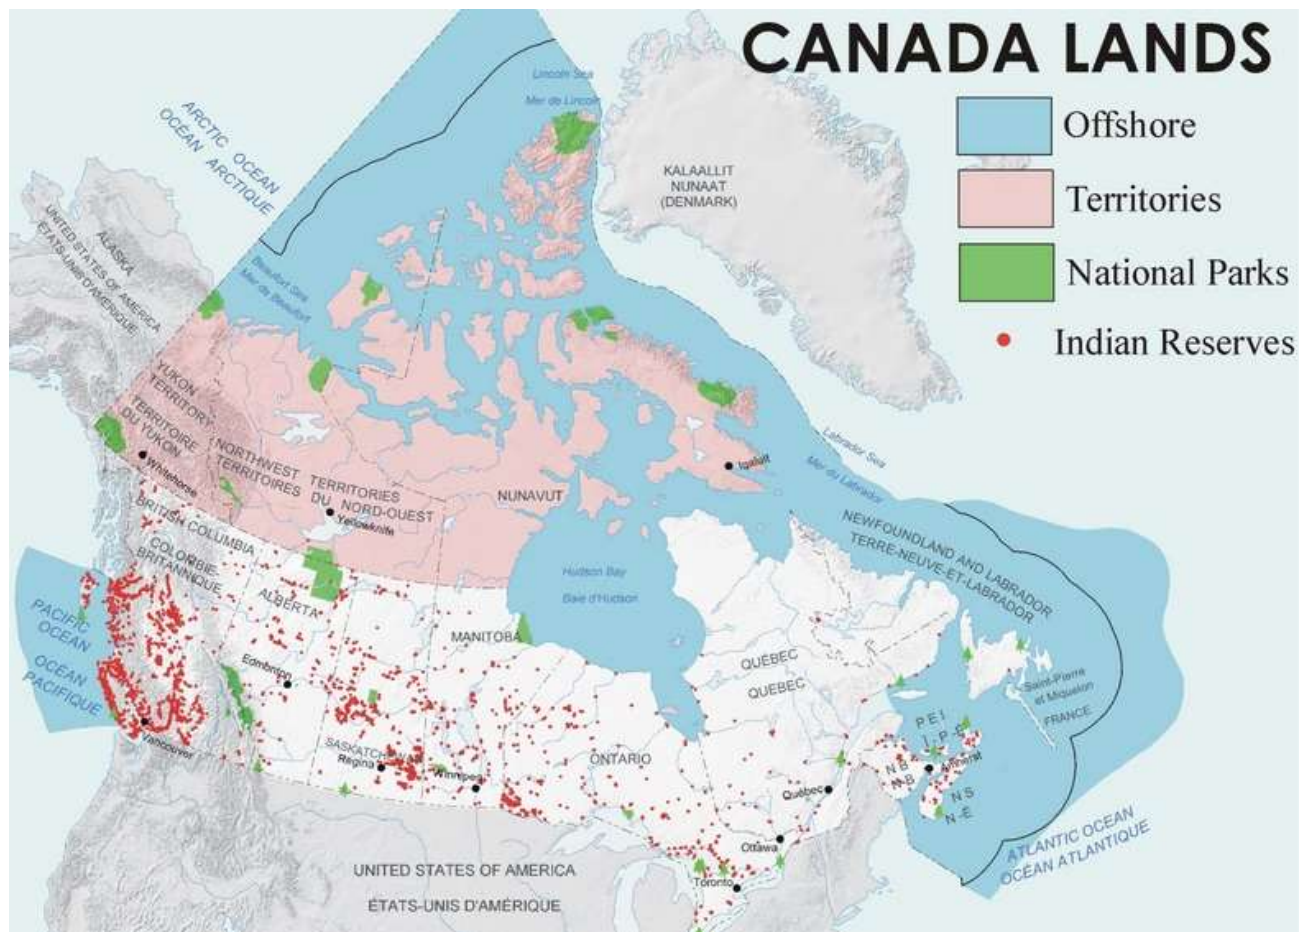 CANADA LANDS
Offshore
Territories
National Parks
Indian Reserves
Lincoln Sea
Mer de Lincoln
ARCTIC OCEAN
OCÉAN ARCTIQUE
KALAALLIT
NUNAAT
(DENMARK)
ALASKA
UNITED STATES OF AMERICA
ÉTATS-UNIS D'AMÉRIQUE
Beaufort Sea
Mer de Beaufort
YUKON
TERRITORY
TERRITOIRE
DU YUKON
Whitehorse
NORTHWEST TERRITORIES
TERRITOIRES DU NORD-OUEST
Yellowknife
NUNAVUT
Iqaluit
Labrador Sea
Mer du Labrador
BRITISH COLUMBIA
COLOMBIE-
BRITANNIQUE
ALBERTA
Edmonton
MANITOBA
Hudson Bay
Baie d'Hudson
NEWFOUNDLAND AND LABRADOR
TERRE-NEUVE-ET-LABRADOR
PACIFIC
OCEAN
OCÉAN
PACIFIQUE
Vancouver
SASKATCHEWAN
Regina
Winnipeg
ONTARIO
QUÉBEC
QUEBEC
Québec
Ottawa
Toronto
Saint-Pierre
et Miquelon
FRANCE
P E I
Î - P - É
N B
N-B
Amherst
N S
N-É
ATLANTIC OCEAN
OCÉAN ATLANTIQUE
UNITED STATES OF AMERICA
ÉTATS-UNIS D'AMÉRIQUE